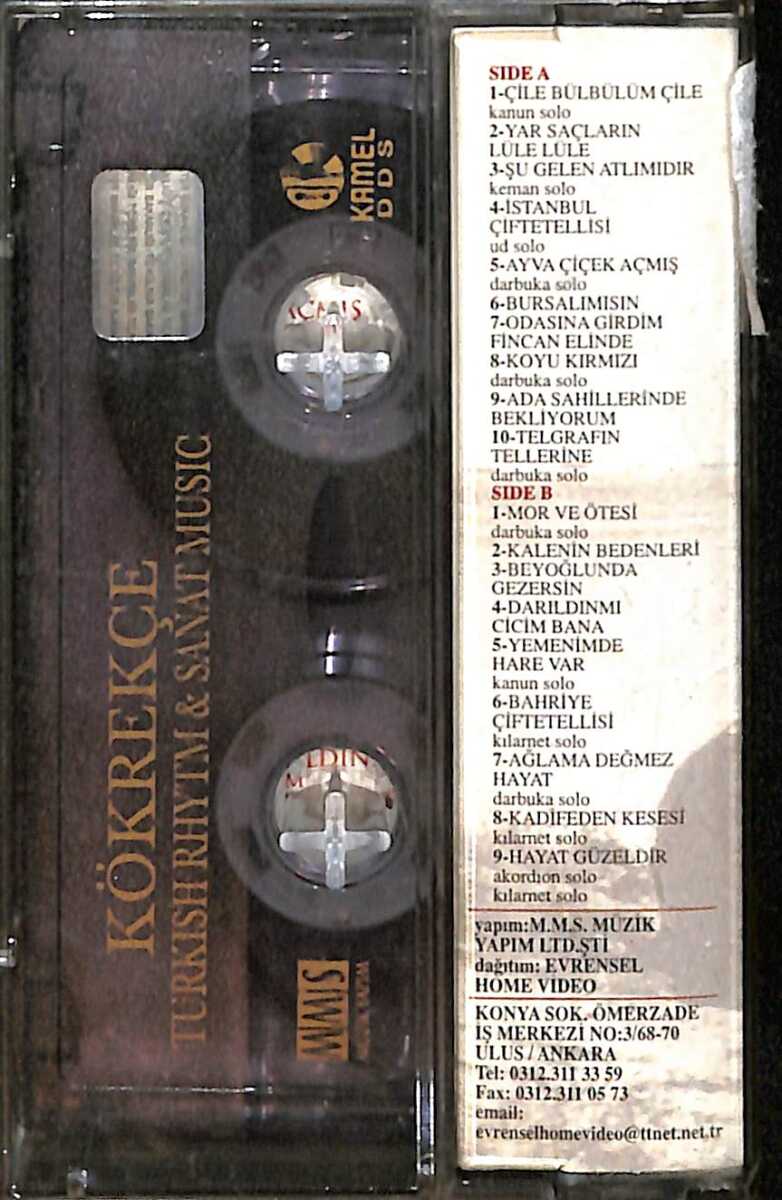 KÖKREKÇE
TURKISH RHYTM & SANAT MUSIC
KAMEL
DDS
MMS
SIDE A
1-ÇİLE BÜLBÜLÜM ÇİLE
kanun solo
2-YAR SAÇLARIN
LÜLE LÜLE
3-ŞU GELEN ATLIMIDIR
keman solo
4-İSTANBUL
ÇİFTETELLİSİ
ud solo
5-AYVA ÇİÇEK AÇMIŞ
darbuka solo
6-BURSALIMISIN
7-ODASINA GİRDİM
FİNCAN ELİNDE
8-KOYU KIRMIZI
darbuka solo
9-ADA SAHİLLERİNDE
BEKLİYORUM
10-TELGRAFIN
TELLERİNE
darbuka solo
SIDE B
1-MOR VE ÖTESİ
darbuka solo
2-KALENİN BEDENLERİ
3-BEYOĞLUNDA
GEZERSİN
4-DARILDINMI
CİCİM BANA
5-YEMENİMDE
HARE VAR
kanun solo
6-BAHRİYE
ÇİFTETELLİSİ
kılarnet solo
7-AĞLAMA DEĞMEZ
HAYAT
darbuka solo
8-KADİFEDEN KESESİ
kılarnet solo
9-HAYAT GÜZELDİR
akordıon solo
kılarnet solo
yapım:M.M.S. MÜZİK
YAPIM LTD.ŞTİ
dağıtım: EVRENSEL
HOME VIDEO
KONYA SOK. ÖMERZADE
İŞ MERKEZİ NO:3/68-70
ULUS / ANKARA
Tel: 0312.311 33 59
Fax: 0312.311 05 73
email:
evrenselhomevideo@ttnet.net.tr